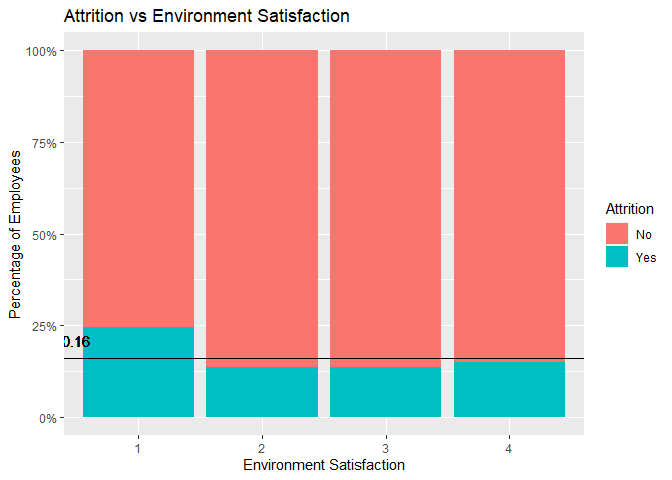 Attrition vs Environment Satisfaction
100%
75%
50%
25%
0%
Percentage of Employees
0.16
1 2 3 4
Environment Satisfaction
Attrition
No
Yes